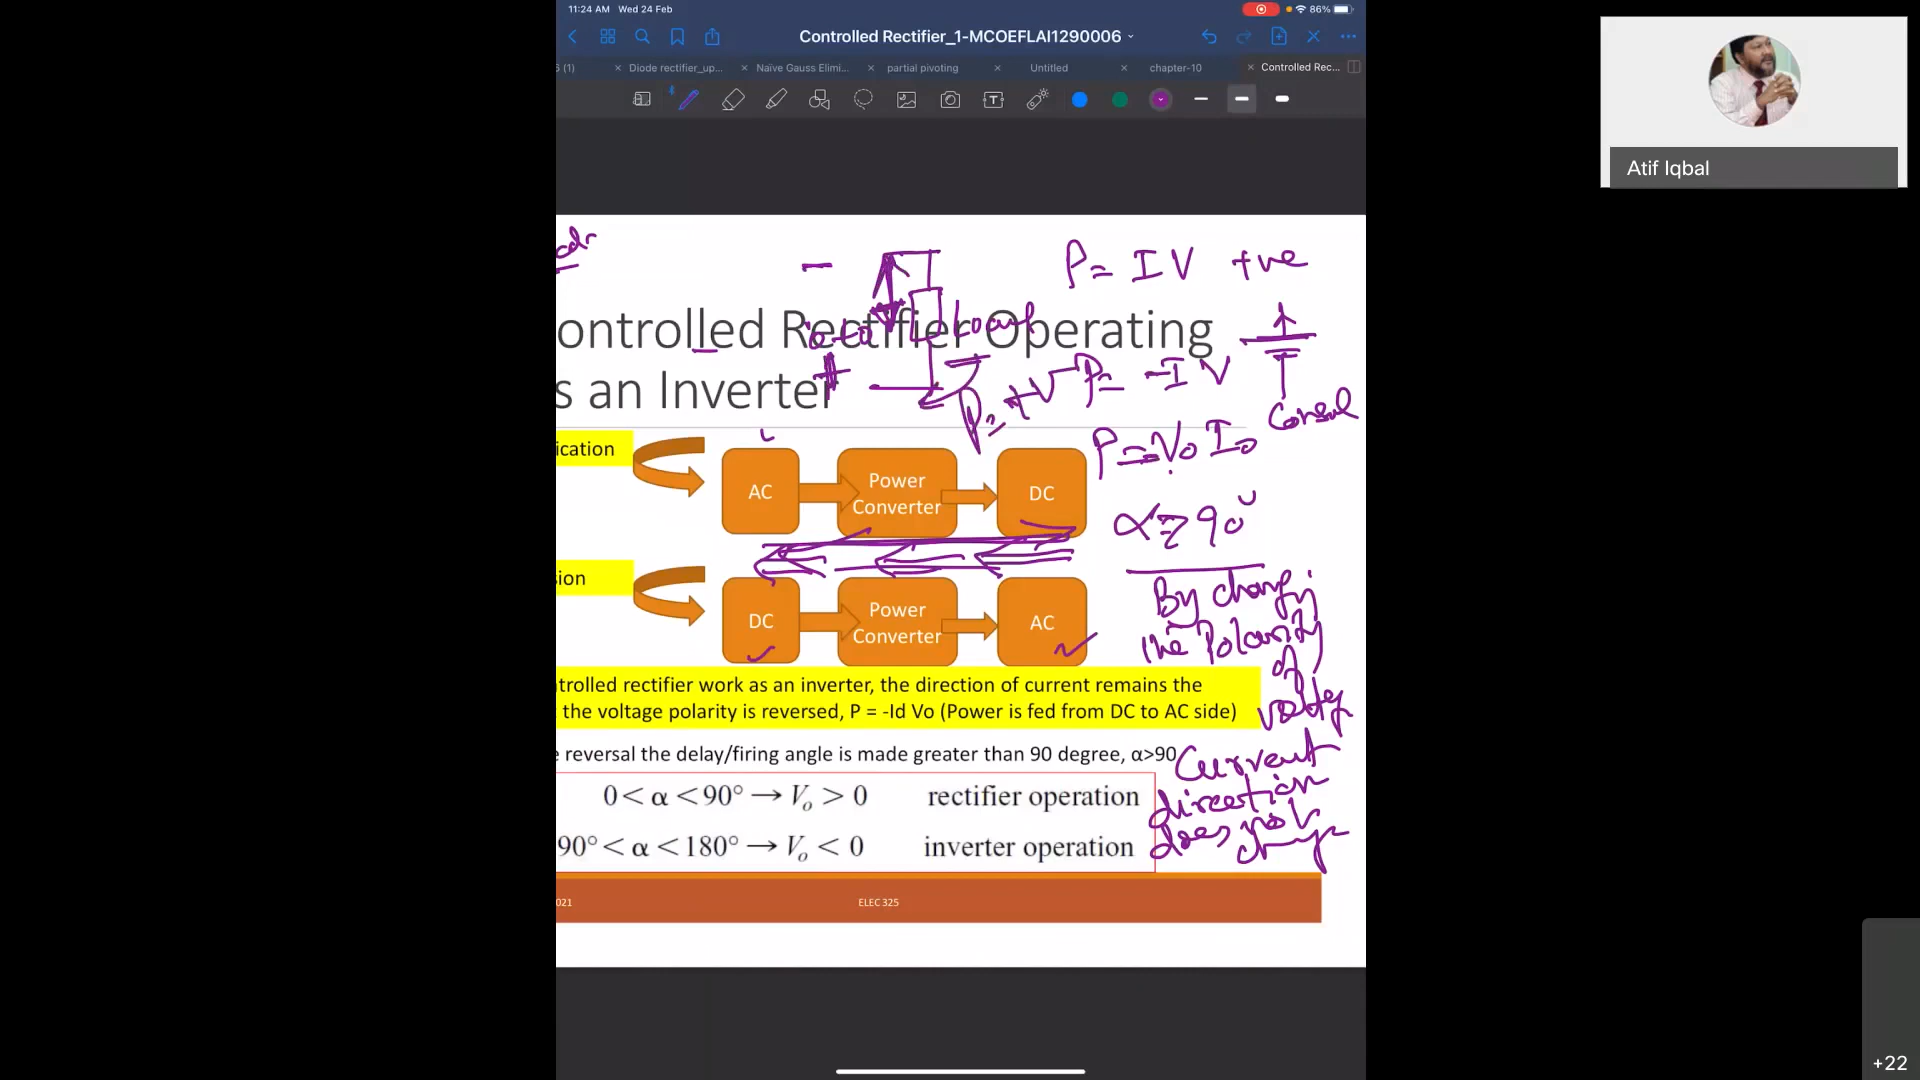 11:24 AM Wed 24 Feb
86%
Controlled Rectifier_1-MCOEFLAI1290006
(1)
Diode rectifier_up...
Naïve Gauss Elimi...
partial pivoting
Untitled
chapter-10
Controlled Rec...
Atif Iqbal
P = IV +ve
Load
ontrolled Rectifier Operating
s an Inverter
P = +V
P = -IV
P = Vo Io
ication
AC
Power
Converter
DC
α ≥ 90°
sion
DC
Power
Converter
AC
By changing
the Polarity
of
voltage
Current
direction
does not
change
trolled rectifier work as an inverter, the direction of current remains the
the voltage polarity is reversed, P = -Id Vo (Power is fed from DC to AC side)
e reversal the delay/firing angle is made greater than 90 degree, α>90
0 < α < 90° → Vo > 0 rectifier operation
90° < α < 180° → Vo < 0 inverter operation
021
ELEC 325
+22